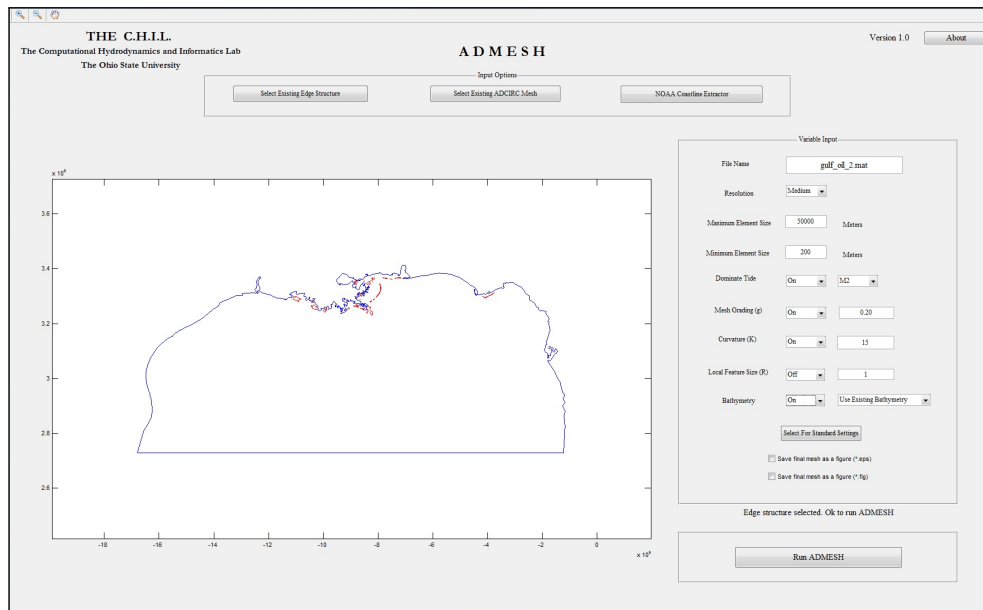 THE C.H.I.L.
The Computational Hydrodynamics and Informatics Lab
The Ohio State University
A D M E S H
Version 1.0
About
Input Options
Select Existing Edge Structure
Select Existing ADCIRC Mesh
NOAA Coastline Extractor
Variable Input
File Name gulf_oil_2.mat
Resolution Medium
Maximum Element Size 50000 Meters
Minimum Element Size 200 Meters
Dominate Tide On M2
Mesh Grading (g) On 0.20
Curvature (K) On 15
Local Feature Size (R) Off 1
Bathymetry On Use Existing Bathymetry
Select For Standard Settings
Save final mesh as a figure (*.eps)
Save final mesh as a figure (*.fig)
Edge structure selected. Ok to run ADMESH
Run ADMESH
3.6
3.4
3.2
3
2.8
2.6
-18 -16 -14 -12 -10 -8 -6 -4 -2 0